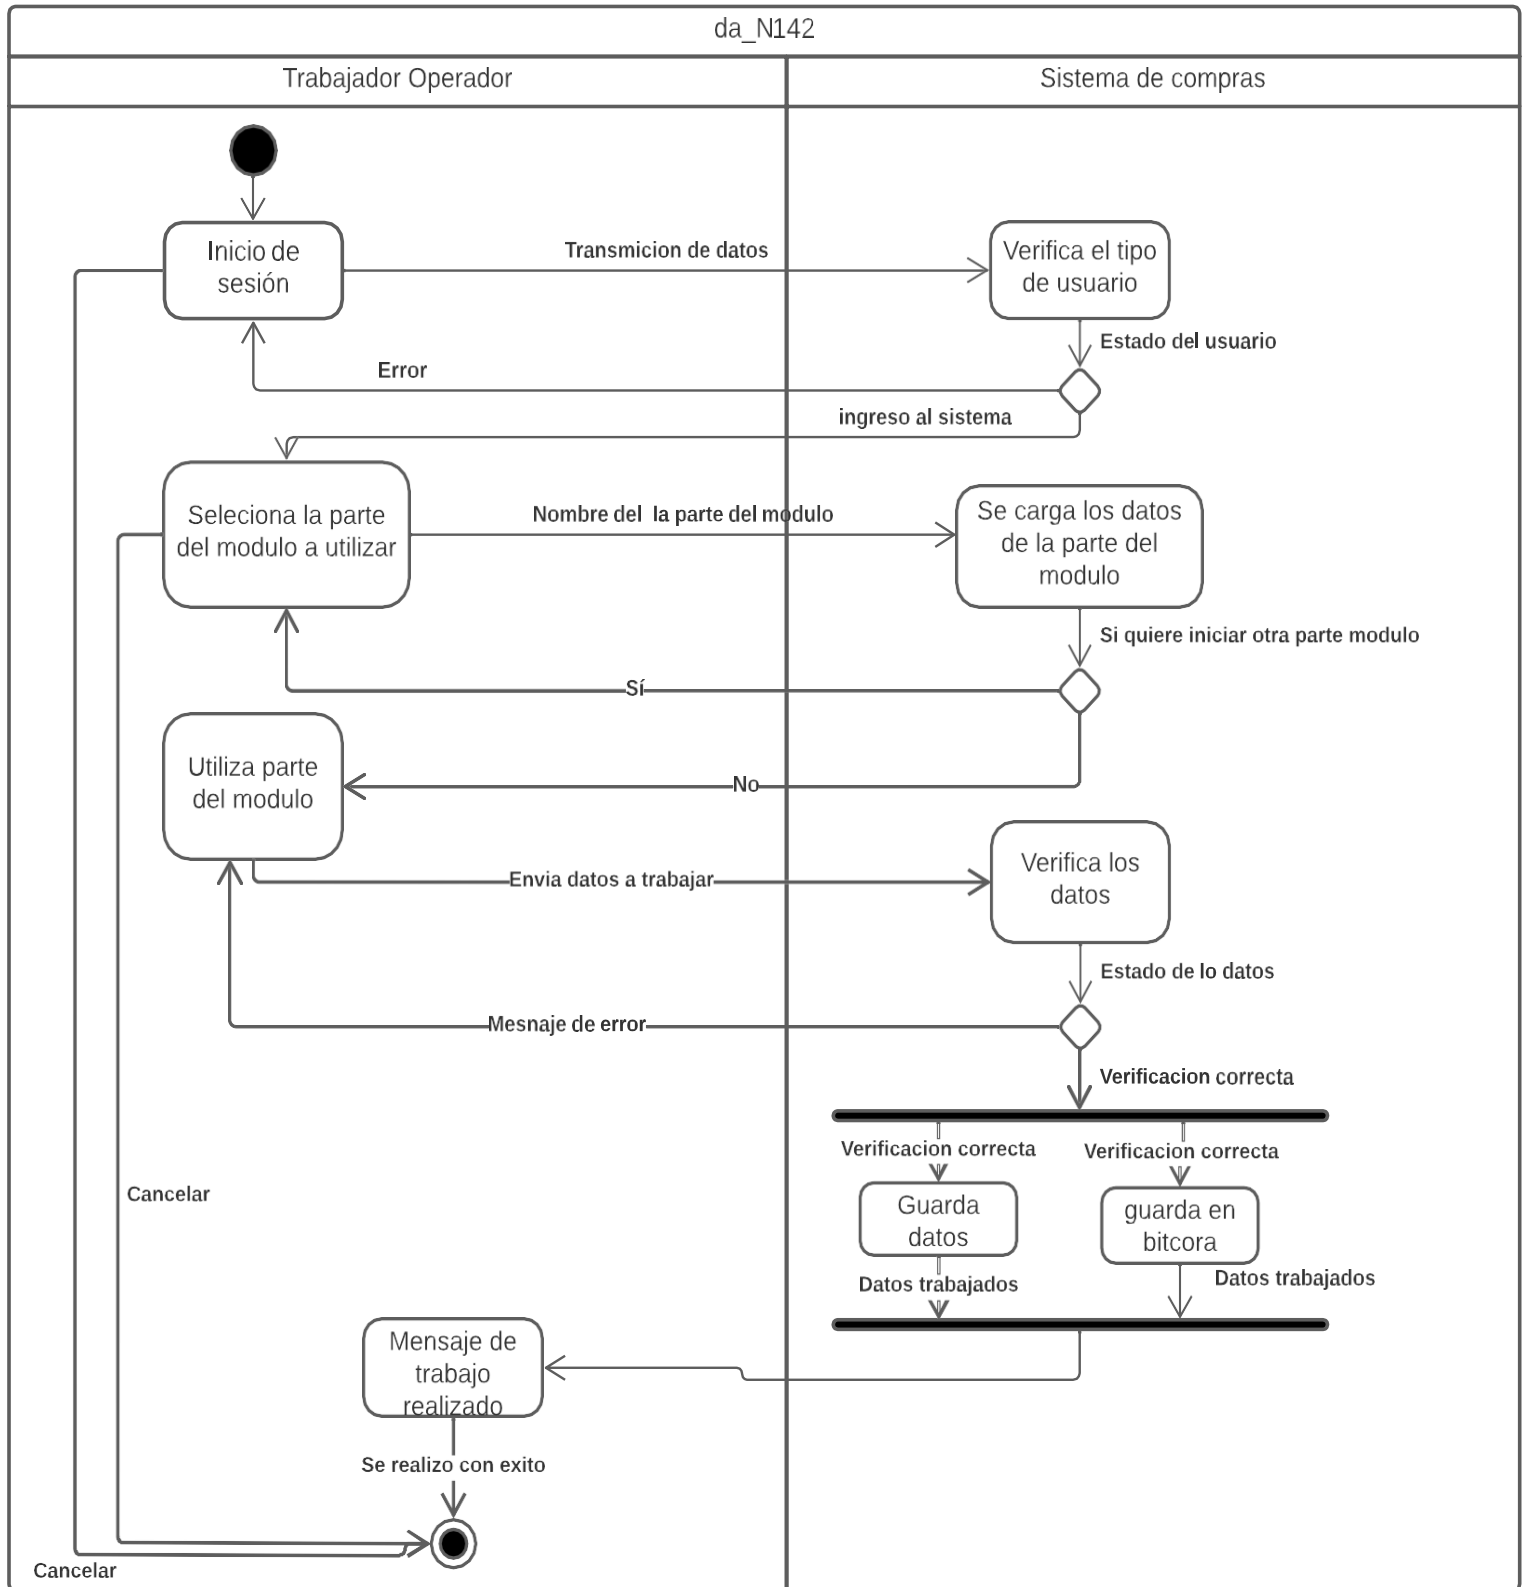 da_N142
Trabajador Operador
Sistema de compras
Inicio de
sesión
Transmicion de datos
Verifica el tipo
de usuario
Estado del usuario
Error
ingreso al sistema
Seleciona la parte
del modulo a utilizar
Nombre del la parte del modulo
Se carga los datos
de la parte del
modulo
Si quiere iniciar otra parte modulo
Sí
Utiliza parte
del modulo
No
Envia datos a trabajar
Verifica los
datos
Estado de lo datos
Mesnaje de error
Verificacion correcta
Verificacion correcta
Verificacion correcta
Cancelar
Guarda
datos
guarda en
bitcora
Datos trabajados
Datos trabajados
Mensaje de
trabajo
realizado
Se realizo con exito
Cancelar